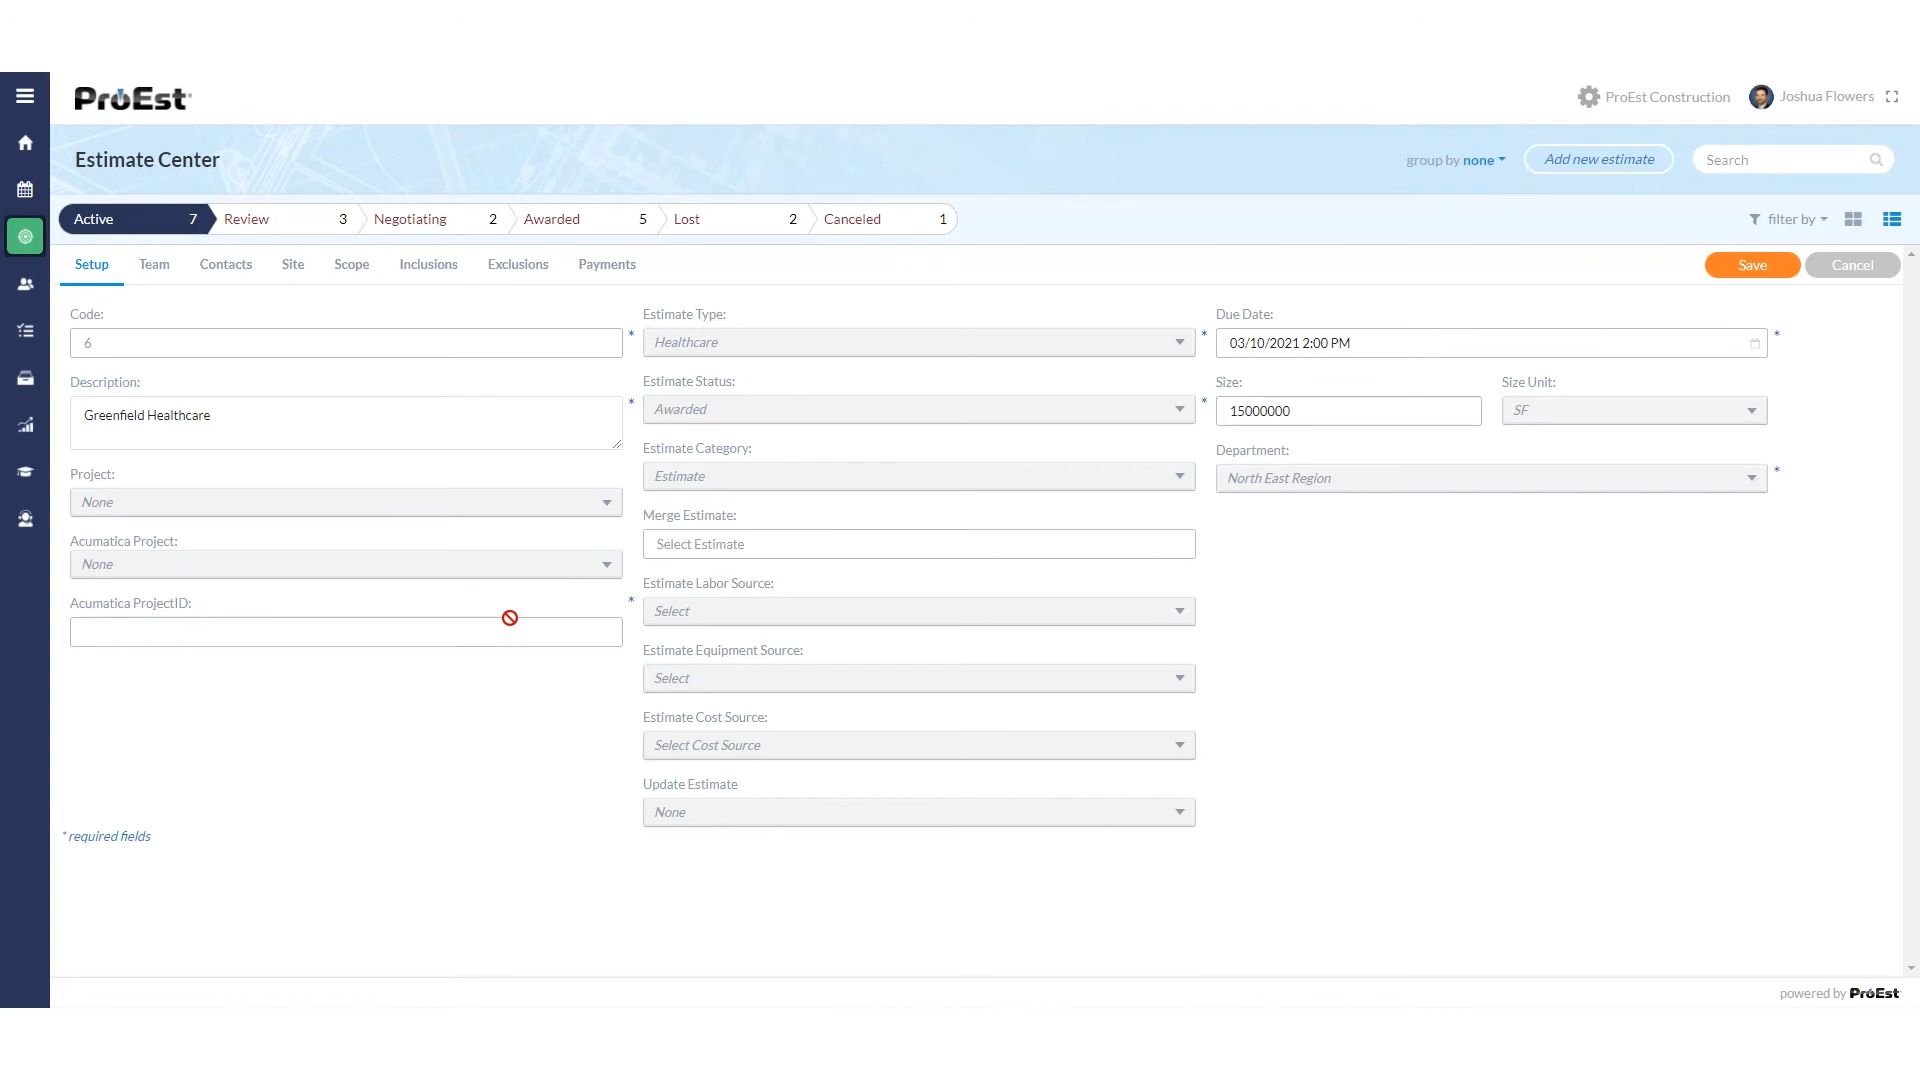 ProEst
ProEst Construction
Joshua Flowers
Estimate Center
group by none
Add new estimate
Search
Active 7
Review 3
Negotiating 2
Awarded 5
Lost 2
Canceled 1
filter by
Setup
Team
Contacts
Site
Scope
Inclusions
Exclusions
Payments
Save
Cancel
Code:
6
Description:
Greenfield Healthcare
Project:
None
Acumatica Project:
None
Acumatica ProjectID:
* required fields
Estimate Type:
*
Healthcare
Estimate Status:
*
Awarded
Estimate Category:
Estimate
Merge Estimate:
Select Estimate
Estimate Labor Source:
*
Select
Estimate Equipment Source:
Select
Estimate Cost Source:
Select Cost Source
Update Estimate
None
Due Date:
*
03/10/2021 2:00 PM
*
Size:
*
15000000
Size Unit:
SF
Department:
North East Region
*
powered by ProEst